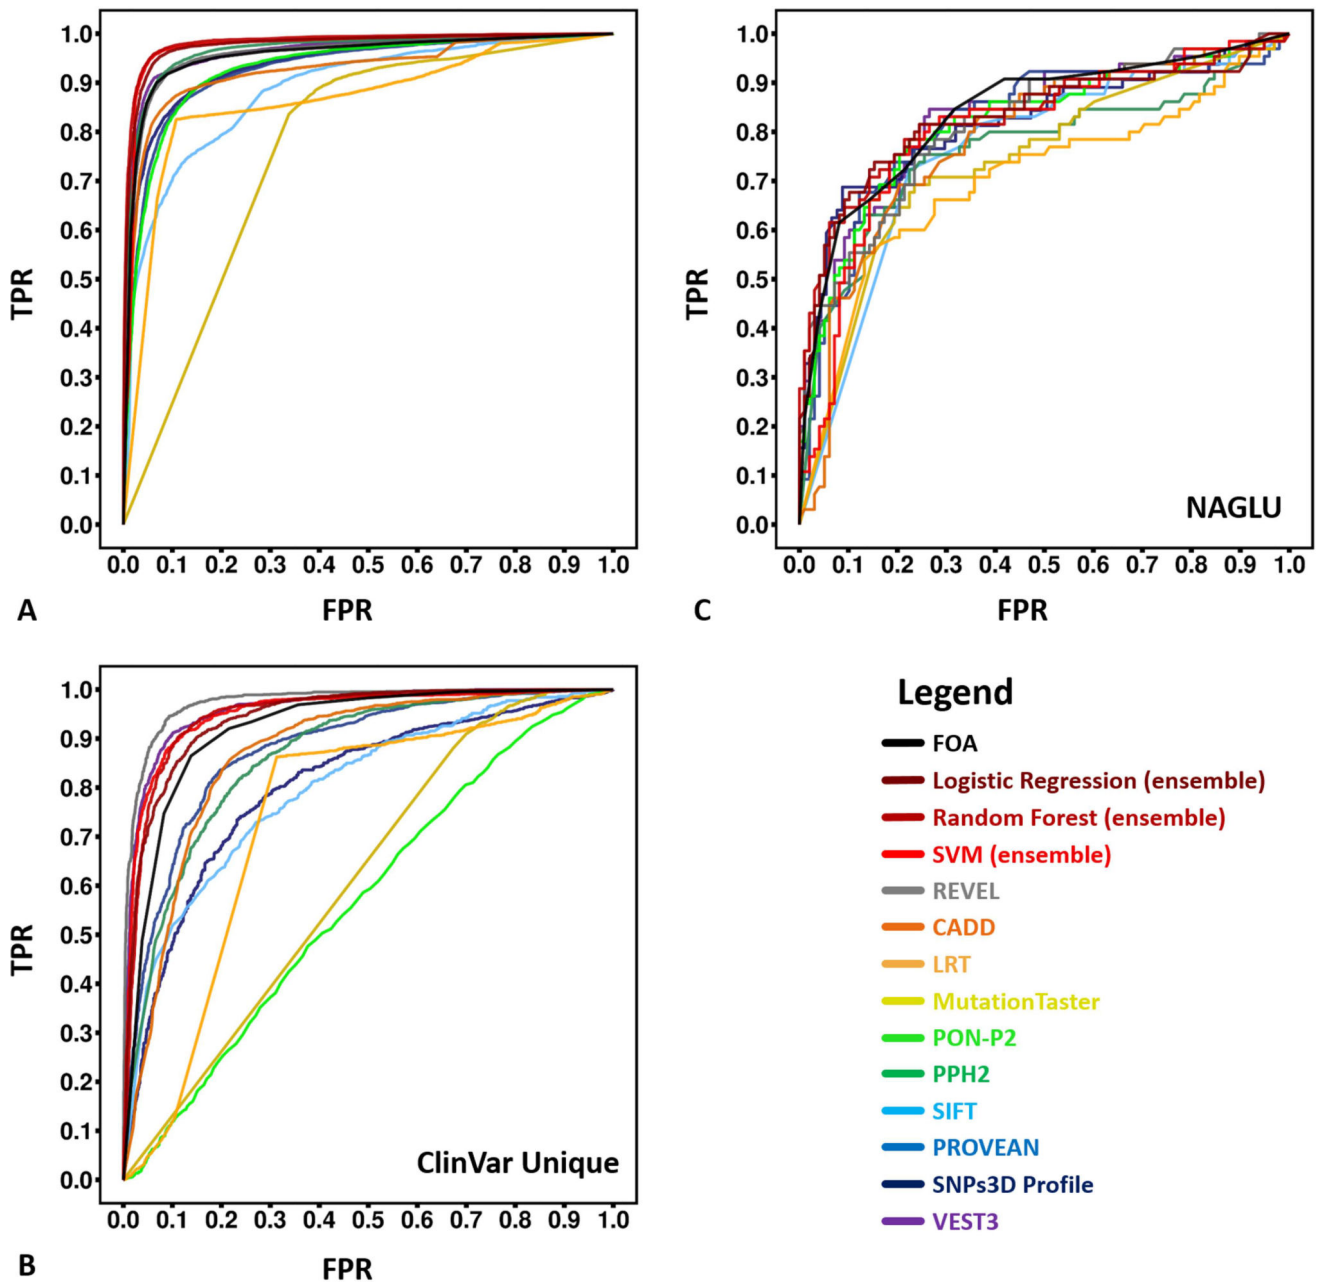 1.0
0.9
0.8
0.7
0.6
0.5
0.4
0.3
0.2
0.1
0.0
TPR
0.0 0.1 0.2 0.3 0.4 0.5 0.6 0.7 0.8 0.9 1.0
A
FPR
1.0
0.9
0.8
0.7
0.6
0.5
0.4
0.3
0.2
0.1
0.0
TPR
NAGLU
0.0 0.1 0.2 0.3 0.4 0.5 0.6 0.7 0.8 0.9 1.0
C
FPR
1.0
0.9
0.8
0.7
0.6
0.5
0.4
0.3
0.2
0.1
0.0
TPR
ClinVar Unique
0.0 0.1 0.2 0.3 0.4 0.5 0.6 0.7 0.8 0.9 1.0
B
FPR
Legend
FOA
Logistic Regression (ensemble)
Random Forest (ensemble)
SVM (ensemble)
REVEL
CADD
LRT
MutationTaster
PON-P2
PPH2
SIFT
PROVEAN
SNPs3D Profile
VEST3